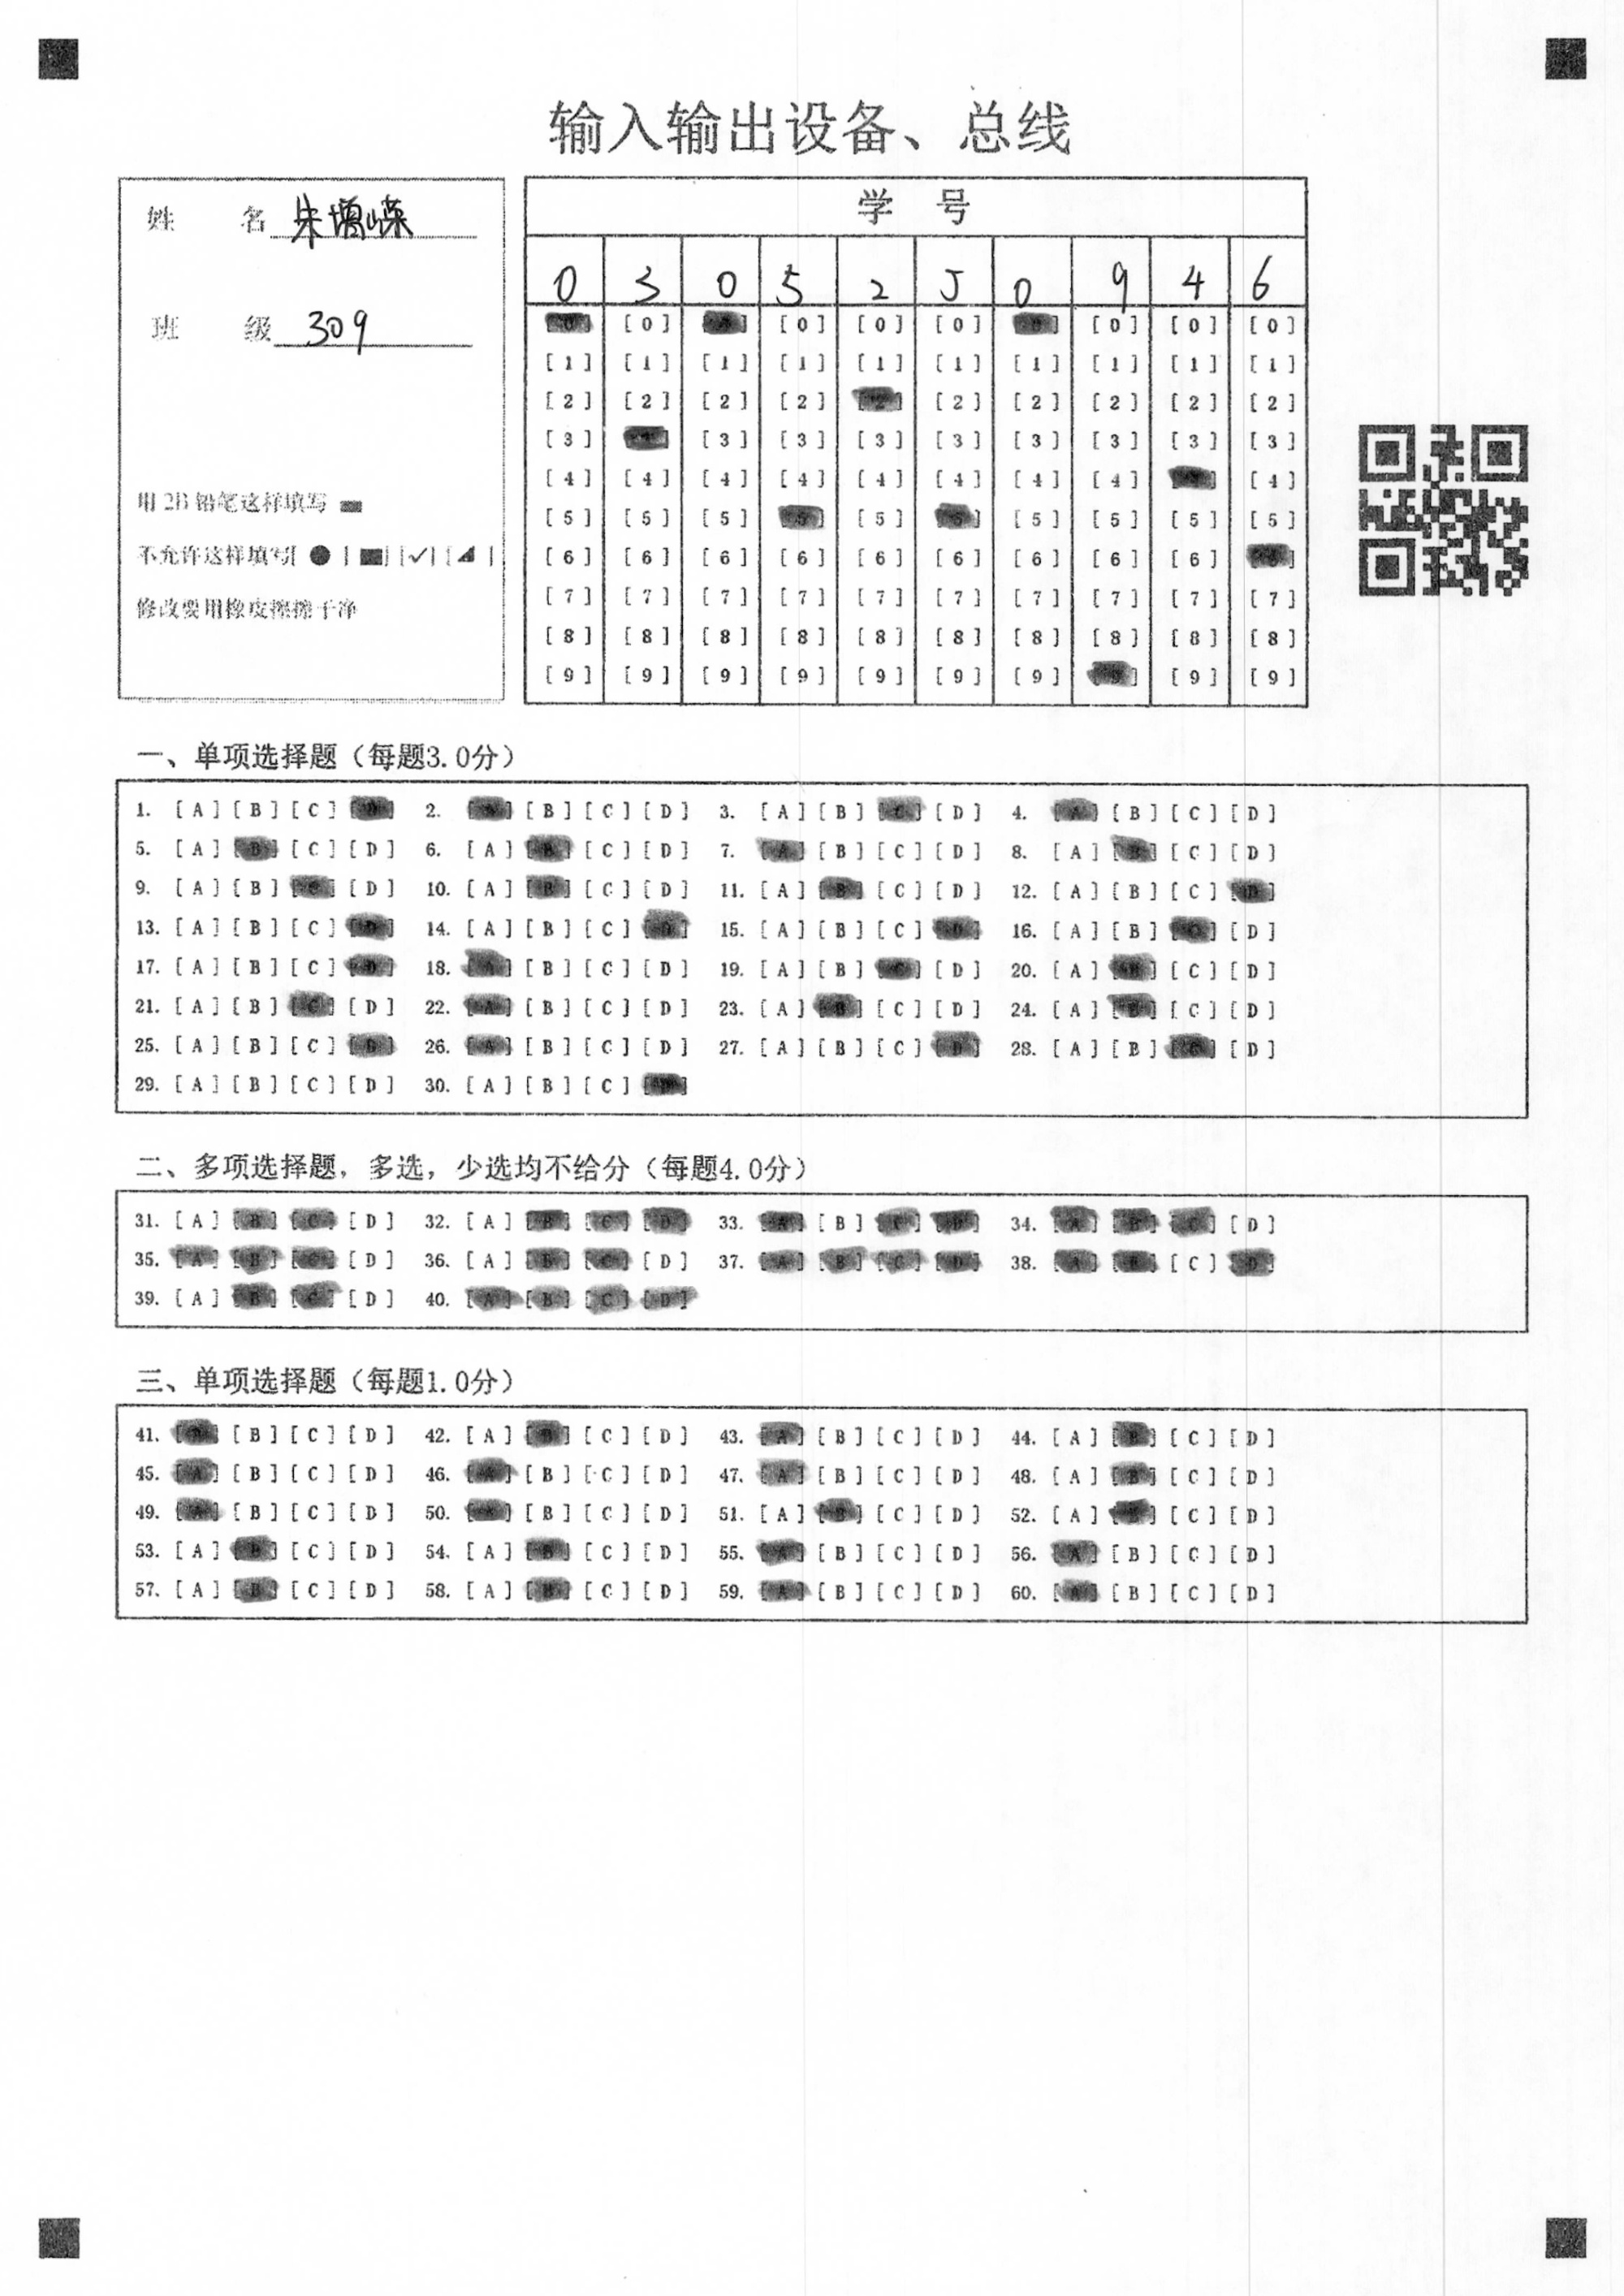 输入输出设备、总线
姓 名 朱增嵘
班 级 309
用 2B 铅笔这样填写
不允许这样填写[ ● ] [ ■ ] [ ✓ ] [ ◢ ]
修改要用橡皮擦擦干净
学 号
0 3 0 5 2 5 0 9 4 6
[0] [0] [0] [0] [0] [0] [0]
[1] [1] [1] [1] [1] [1] [1] [1] [1] [1]
[2] [2] [2] [2] [2] [2] [2] [2] [2] [2]
[3] [3] [3] [3] [3] [3] [3] [3] [3]
[4] [4] [4] [4] [4] [4] [4] [4] [4]
[5] [5] [5] [5] [5] [5] [5] [5] [5] [5]
[6] [6] [6] [6] [6] [6] [6] [6] [6]
[7] [7] [7] [7] [7] [7] [7] [7] [7] [7]
[8] [8] [8] [8] [8] [8] [8] [8] [8] [8]
[9] [9] [9] [9] [9] [9] [9] [9] [9] [9]
一、单项选择题（每题3.0分）
1. [A] [B] [C] [D] 2. [A] [B] [C] [D] 3. [A] [B] [C] [D] 4. [A] [B] [C] [D]
5. [A] [B] [C] [D] 6. [A] [B] [C] [D] 7. [A] [B] [C] [D] 8. [A] [B] [C] [D]
9. [A] [B] [C] [D] 10. [A] [B] [C] [D] 11. [A] [B] [C] [D] 12. [A] [B] [C] [D]
13. [A] [B] [C] [D] 14. [A] [B] [C] [D] 15. [A] [B] [C] [D] 16. [A] [B] [C] [D]
17. [A] [B] [C] [D] 18. [A] [B] [C] [D] 19. [A] [B] [C] [D] 20. [A] [B] [C] [D]
21. [A] [B] [C] [D] 22. [A] [B] [C] [D] 23. [A] [B] [C] [D] 24. [A] [B] [C] [D]
25. [A] [B] [C] [D] 26. [A] [B] [C] [D] 27. [A] [B] [C] [D] 28. [A] [B] [C] [D]
29. [A] [B] [C] [D] 30. [A] [B] [C] [D]
二、多项选择题，多选，少选均不给分（每题4.0分）
31. [A] [B] [C] [D] 32. [A] [B] [C] [D] 33. [A] [B] [C] [D] 34. [A] [B] [C] [D]
35. [A] [B] [C] [D] 36. [A] [B] [C] [D] 37. [A] [B] [C] [D] 38. [A] [B] [C] [D]
39. [A] [B] [C] [D] 40. [A] [B] [C] [D]
三、单项选择题（每题1.0分）
41. [A] [B] [C] [D] 42. [A] [B] [C] [D] 43. [A] [B] [C] [D] 44. [A] [B] [C] [D]
45. [A] [B] [C] [D] 46. [A] [B] [C] [D] 47. [A] [B] [C] [D] 48. [A] [B] [C] [D]
49. [A] [B] [C] [D] 50. [A] [B] [C] [D] 51. [A] [B] [C] [D] 52. [A] [B] [C] [D]
53. [A] [B] [C] [D] 54. [A] [B] [C] [D] 55. [A] [B] [C] [D] 56. [A] [B] [C] [D]
57. [A] [B] [C] [D] 58. [A] [B] [C] [D] 59. [A] [B] [C] [D] 60. [A] [B] [C] [D]